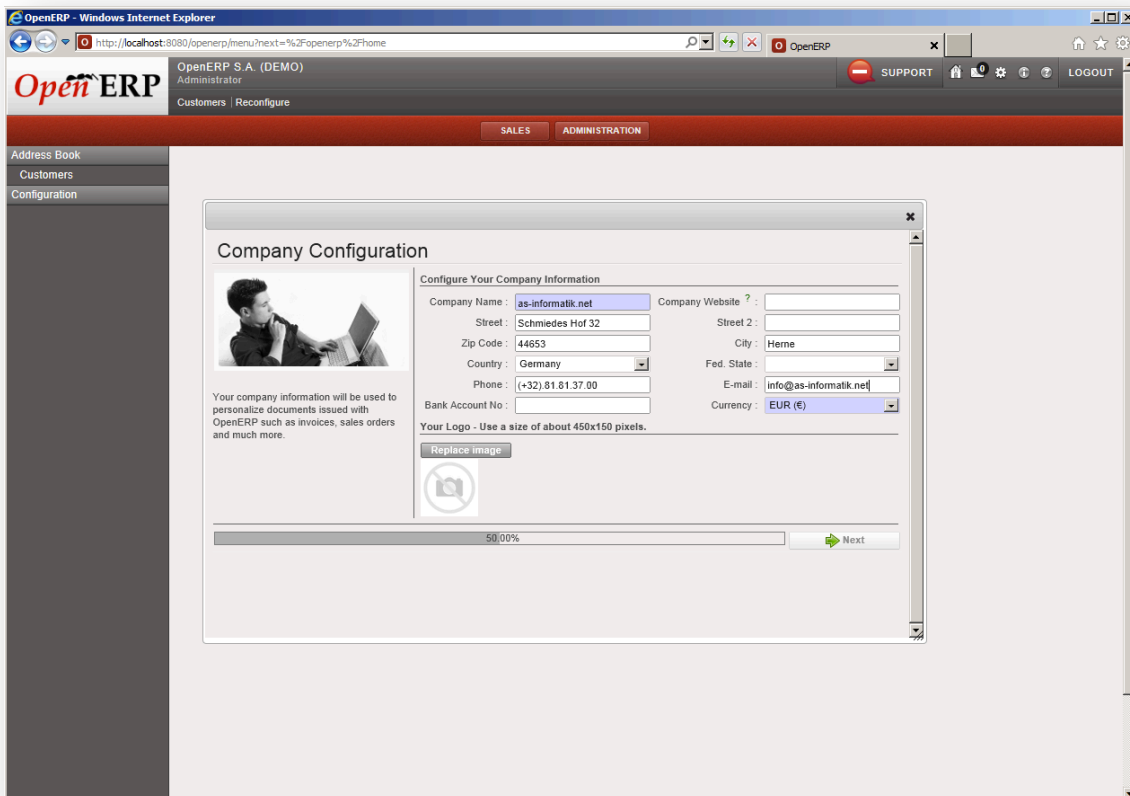 OpenERP - Windows Internet Explorer
http://localhost:8080/openerp/menu?next=%2Fopenerp%2Fhome
OpenERP
Open ERP
OpenERP S.A. (DEMO)
Administrator
SUPPORT
0
LOGOUT
Customers | Reconfigure
SALES ADMINISTRATION
Address Book
Customers
Configuration
Company Configuration
Your company information will be used to
personalize documents issued with
OpenERP such as invoices, sales orders
and much more.
Configure Your Company Information
Company Name : as-informatik.net Company Website ? :
Street : Schmiedes Hof 32 Street 2 :
Zip Code : 44653 City : Herne
Country : Germany Fed. State :
Phone : (+32).81.81.37.00 E-mail : info@as-informatik.net
Bank Account No : Currency : EUR (€)
Your Logo - Use a size of about 450x150 pixels.
Replace image
50.00%
Next